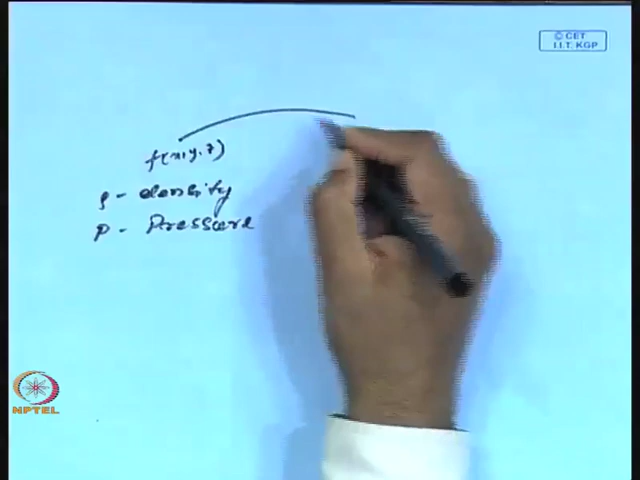 © CET
I.I.T. KGP
f(x, y, z)
ρ - density
P - Pressure
NPTEL